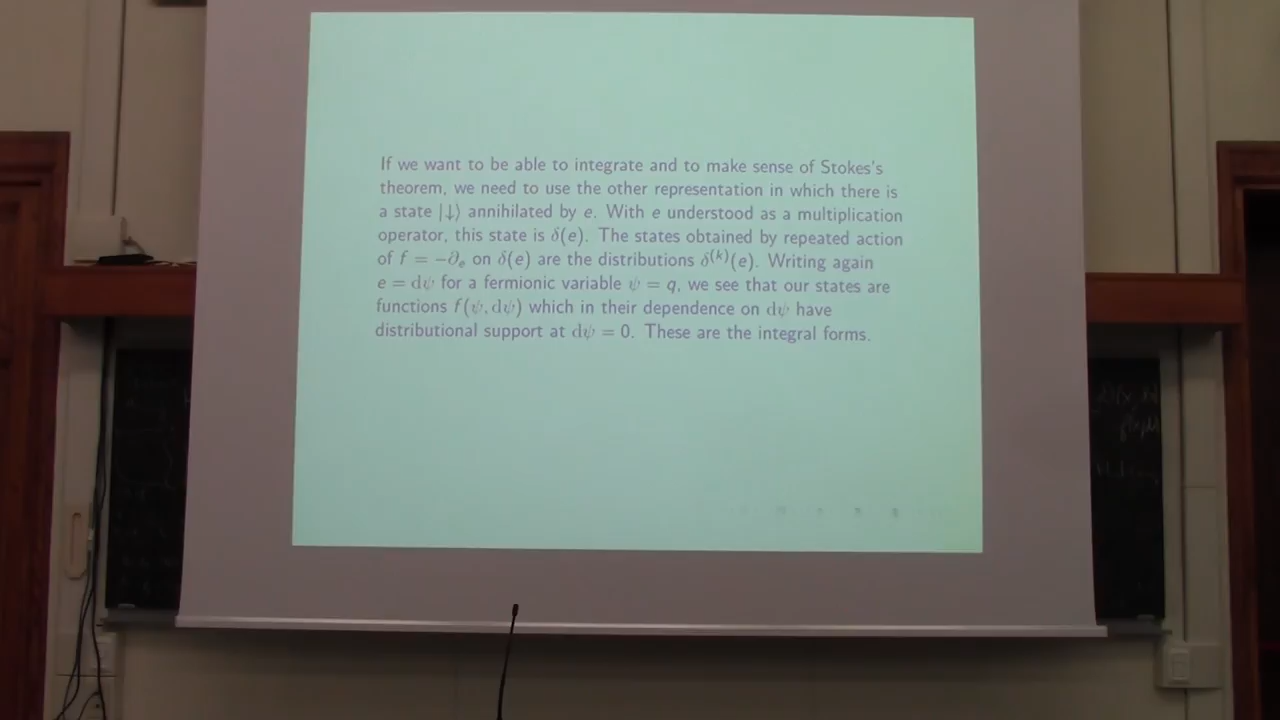 If we want to be able to integrate and to make sense of Stokes's
theorem, we need to use the other representation in which there is
a state |↓⟩ annihilated by e. With e understood as a multiplication
operator, this state is δ(e). The states obtained by repeated action
of f = −∂ₑ on δ(e) are the distributions δ⁽ᵏ⁾(e). Writing again
e = dψ for a fermionic variable ψ = q, we see that our states are
functions f(ψ, dψ) which in their dependence on dψ have
distributional support at dψ = 0. These are the integral forms.